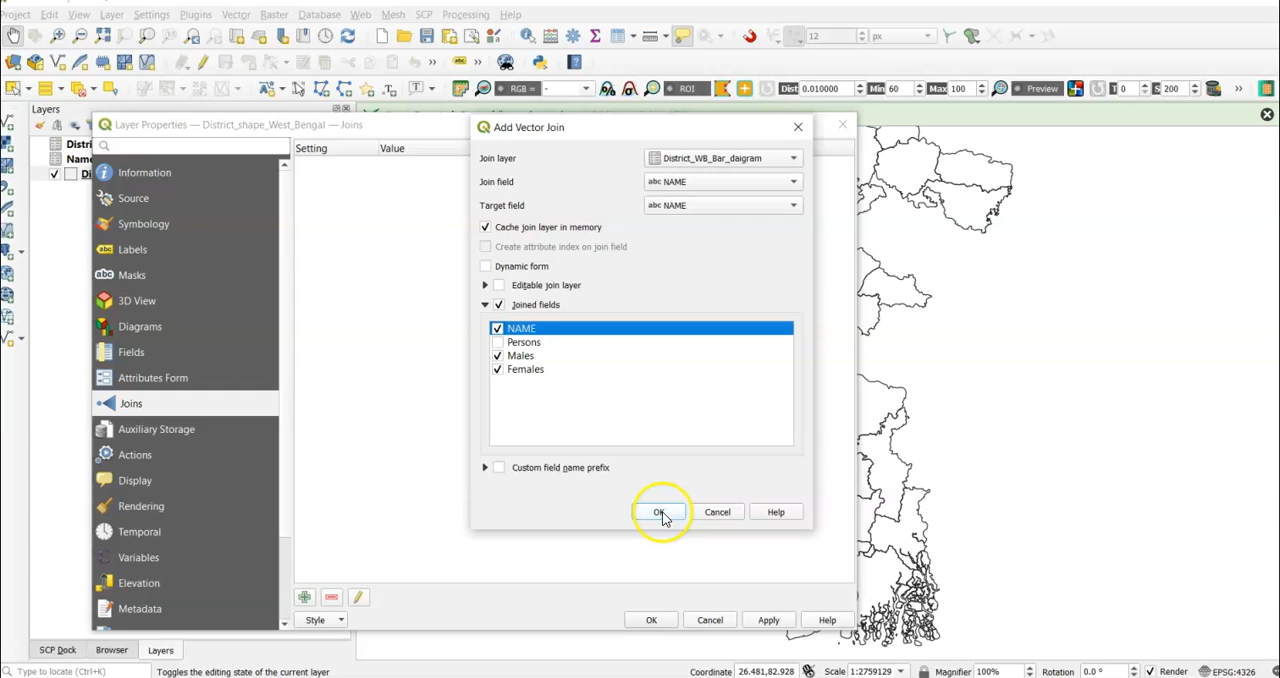 Project Edit View Layer Settings Plugins Vector Raster Database Web Mesh SCP Processing Help
12 px
RGB = - ROI Dist 0.010000 Min 60 Max 100 Preview T 0 S 200
Layers
Distri
Name
Di
Layer Properties — District_shape_West_Bengal — Joins
Information
Source
Symbology
Labels
Masks
3D View
Diagrams
Fields
Attributes Form
Joins
Auxiliary Storage
Actions
Display
Rendering
Temporal
Variables
Elevation
Metadata
Setting Value
Add Vector Join
Join layer District_WB_Bar_daigram
Join field abc NAME
Target field abc NAME
Cache join layer in memory
Create attribute index on join field
Dynamic form
Editable join layer
Joined fields
NAME
Persons
Males
Females
Custom field name prefix
OK Cancel Help
Style OK Cancel Apply Help
SCP Dock Browser Layers
Type to locate (Ctrl+K) Toggles the editing state of the current layer Coordinate 26.481,82.928 Scale 1:2759129 Magnifier 100% Rotation 0.0 ° Render EPSG:4326